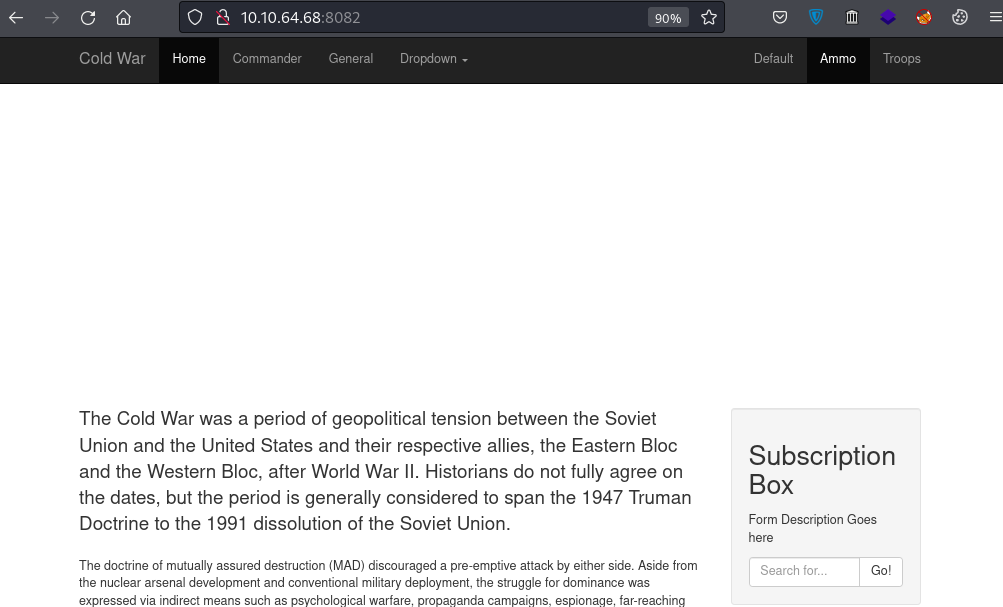 10.10.64.68:8082
90%
Cold War Home Commander General Dropdown Default Ammo Troops
The Cold War was a period of geopolitical tension between the Soviet
Union and the United States and their respective allies, the Eastern Bloc
and the Western Bloc, after World War II. Historians do not fully agree on
the dates, but the period is generally considered to span the 1947 Truman
Doctrine to the 1991 dissolution of the Soviet Union.
The doctrine of mutually assured destruction (MAD) discouraged a pre-emptive attack by either side. Aside from
the nuclear arsenal development and conventional military deployment, the struggle for dominance was
expressed via indirect means such as psychological warfare, propaganda campaigns, espionage, far-reaching
Subscription
Box
Form Description Goes
here
Search for... Go!